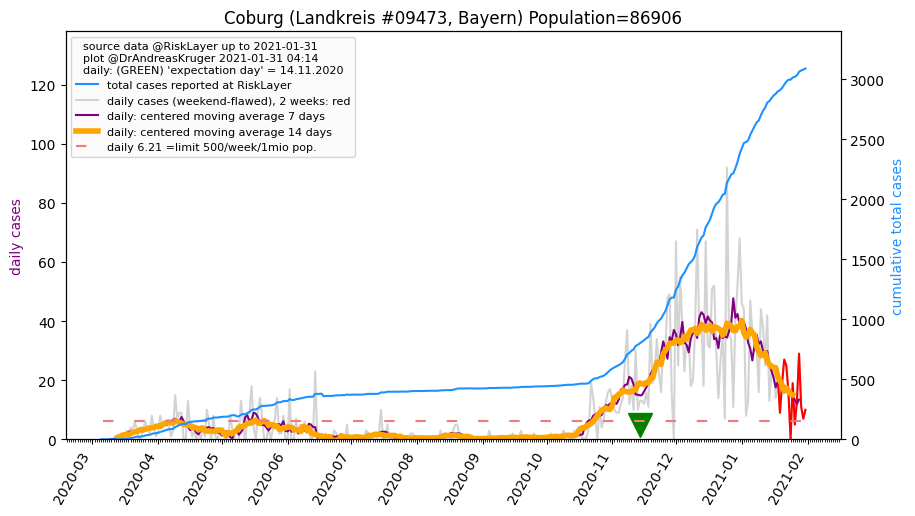 Coburg (Landkreis #09473, Bayern) Population=86906
source data @RiskLayer up to 2021-01-31
plot @DrAndreasKruger 2021-01-31 04:14
daily: (GREEN) 'expectation day' = 14.11.2020
total cases reported at RiskLayer
daily cases (weekend-flawed), 2 weeks: red
daily: centered moving average 7 days
daily: centered moving average 14 days
daily 6.21 =limit 500/week/1mio pop.
daily cases
120
100
80
60
40
20
0
cumulative total cases
3000
2500
2000
1500
1000
500
0
2020-03
2020-04
2020-05
2020-06
2020-07
2020-08
2020-09
2020-10
2020-11
2020-12
2021-01
2021-02